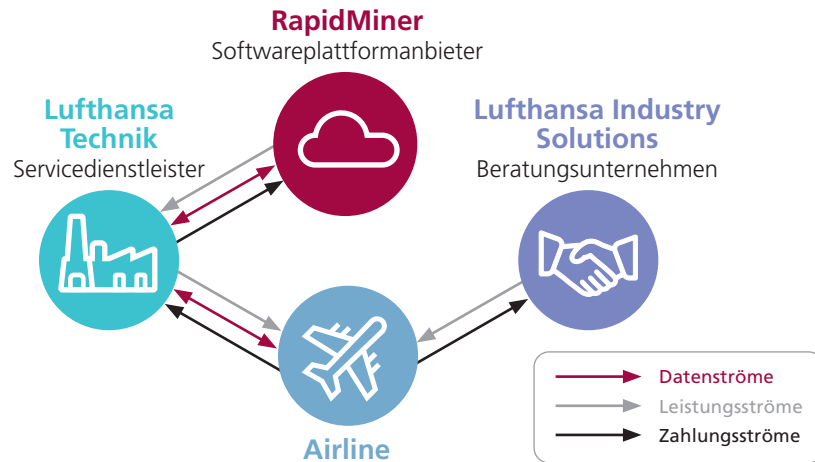 RapidMiner
Softwareplattformanbieter
Lufthansa
Technik
Servicedienstleister
Lufthansa Industry
Solutions
Beratungsunternehmen
Airline
Datenströme
Leistungsströme
Zahlungsströme